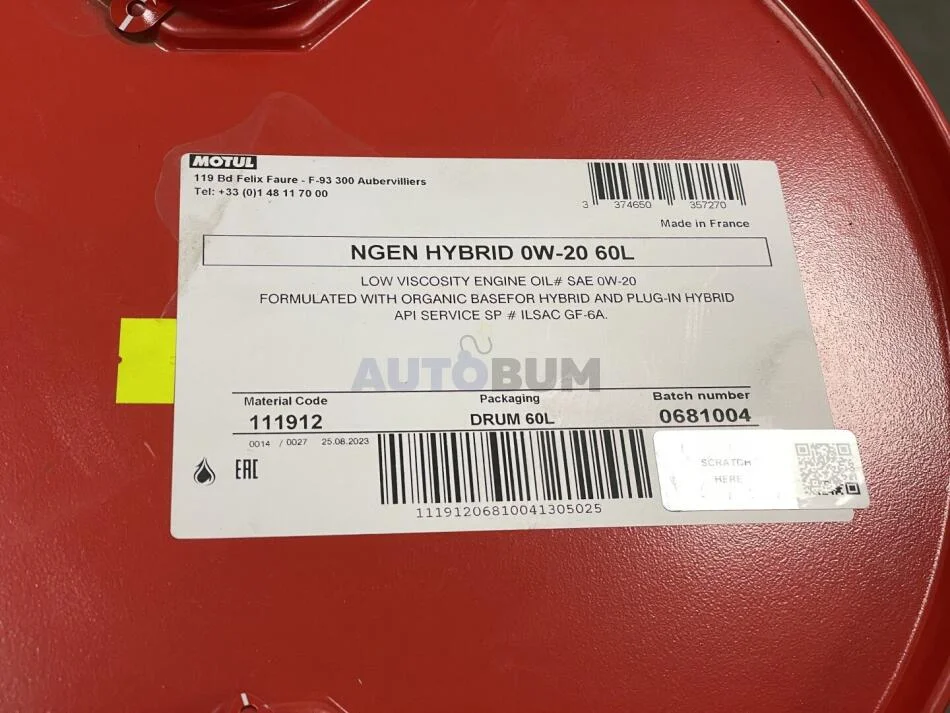 MOTUL
119 Bd Felix Faure - F-93 300 Aubervilliers
Tel: +33 (0)1 48 11 70 00
3 374650 357270
Made in France
NGEN HYBRID 0W-20 60L
LOW VISCOSITY ENGINE OIL# SAE 0W-20
FORMULATED WITH ORGANIC BASEFOR HYBRID AND PLUG-IN HYBRID
API SERVICE SP # ILSAC GF-6A.
AUTOBUM
Material Code Packaging Batch number
111912 DRUM 60L 0681004
0014 / 0027 25.08.2023
EAC
SCRATCH
HERE
11191206810041305025